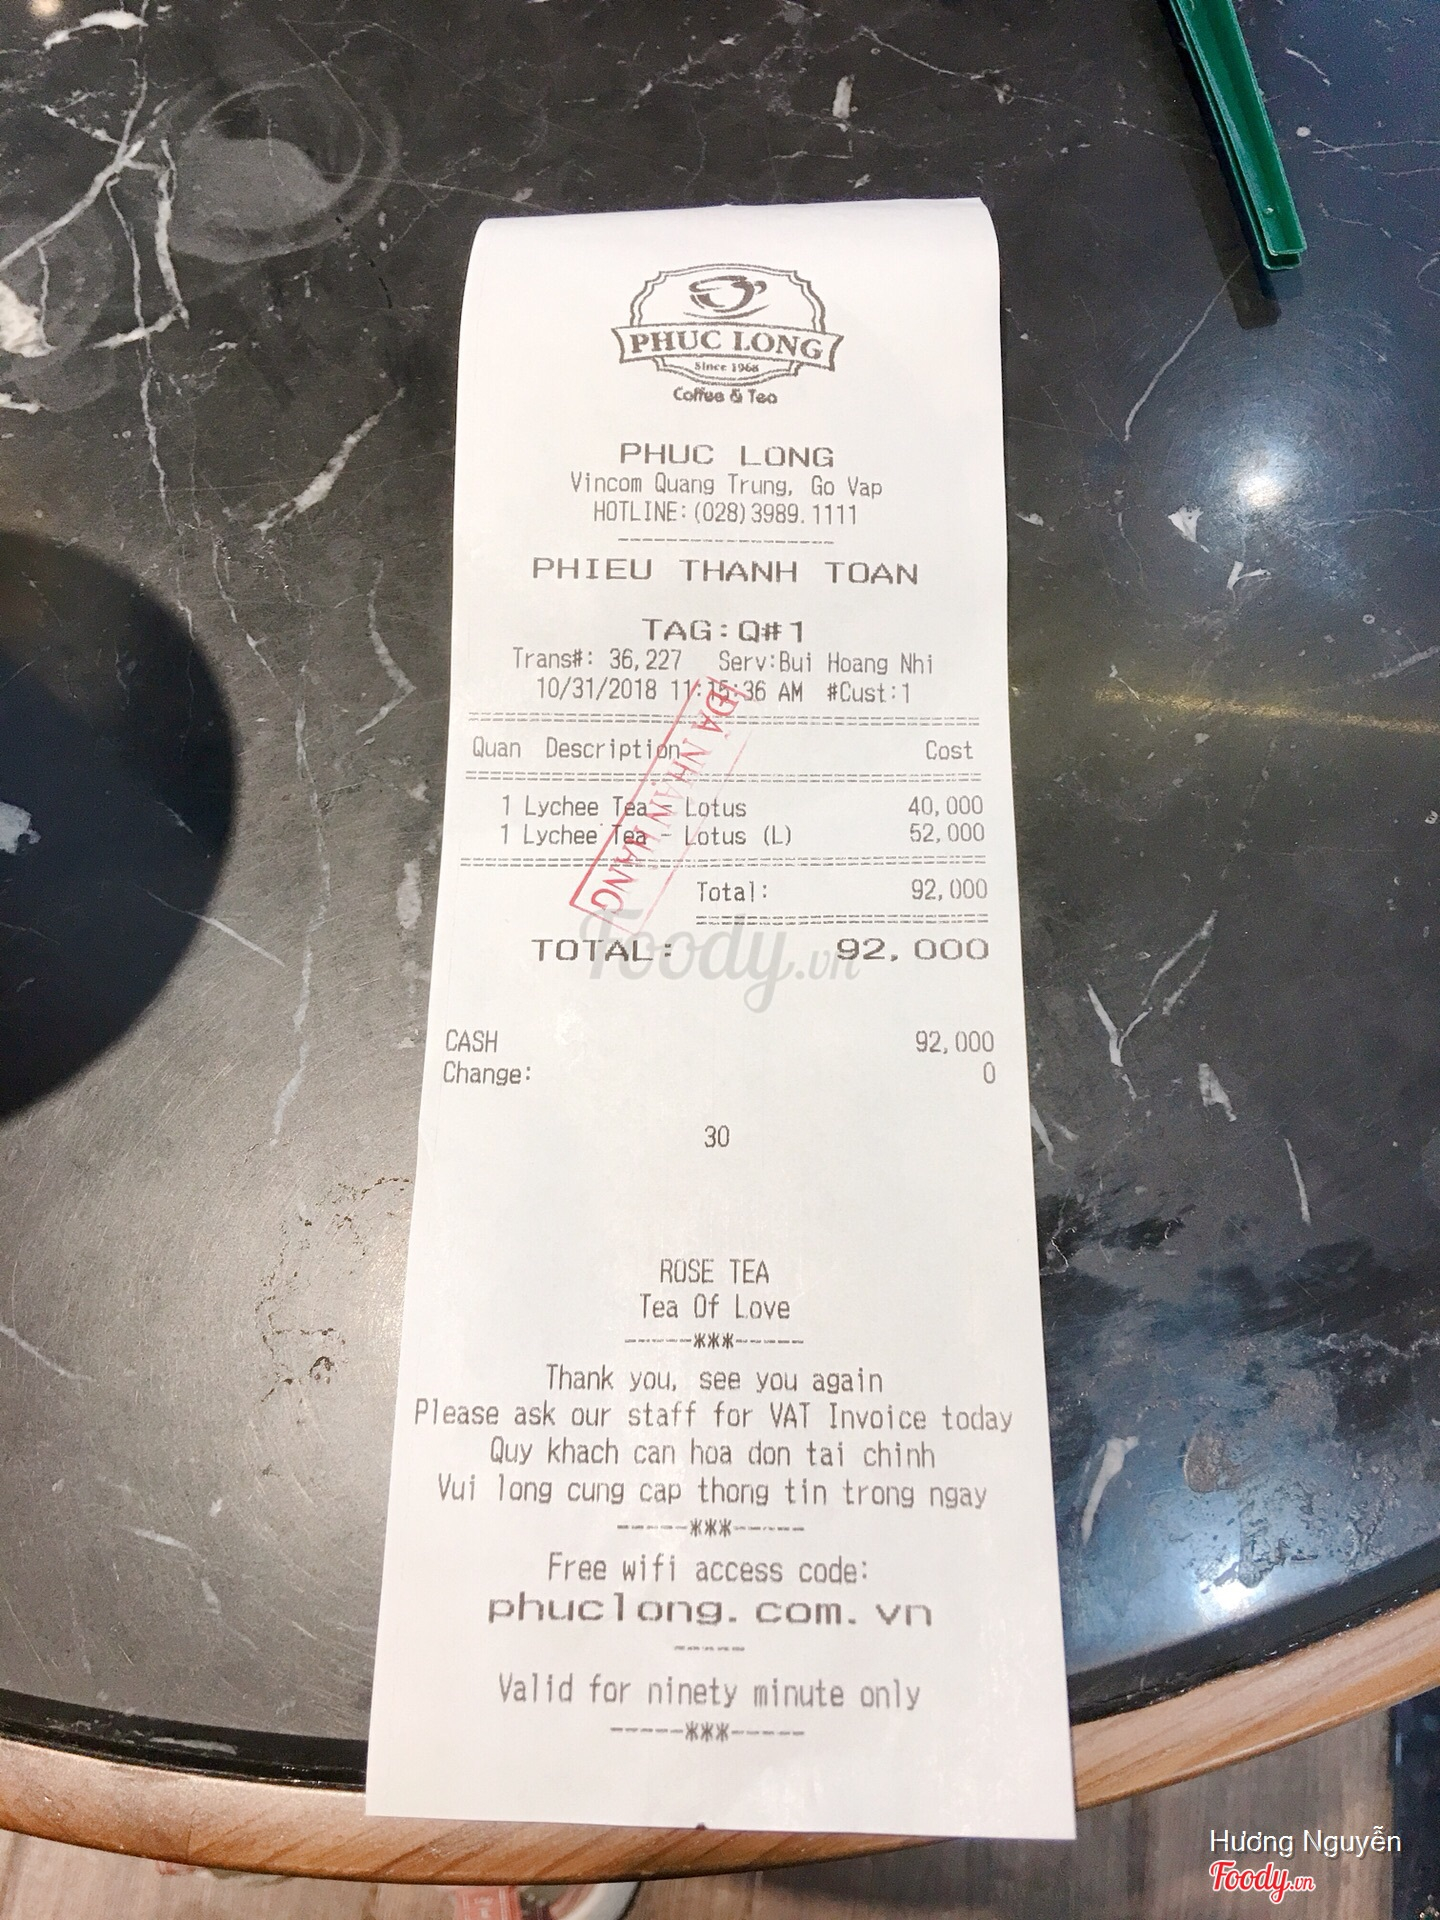 PHUC LONG
Since 1968
Coffee & Tea
PHUC LONG
Vincom Quang Trung, Go Vap
HOTLINE:(028)3989.1111
PHIEU THANH TOAN
TAG:Q#1
Trans#: 36,227 Serv:Bui Hoang Nhi
10/31/2018 11:15:36 AM #Cust:1
Quan Description Cost
1 Lychee Tea - Lotus 40,000
1 Lychee Tea - Lotus (L) 52,000
ĐÃ NHẬN HÀNG
Total: 92,000
TOTAL: 92,000
Foody.vn
CASH 92,000
Change: 0
30
ROSE TEA
Tea Of Love
-----***-----
Thank you, see you again
Please ask our staff for VAT Invoice today
Quy khach can hoa don tai chinh
Vui long cung cap thong tin trong ngay
-----***-----
Free wifi access code:
phuclong.com.vn
-----
Valid for ninety minute only
-----***-----
Hương Nguyễn
Foody.vn